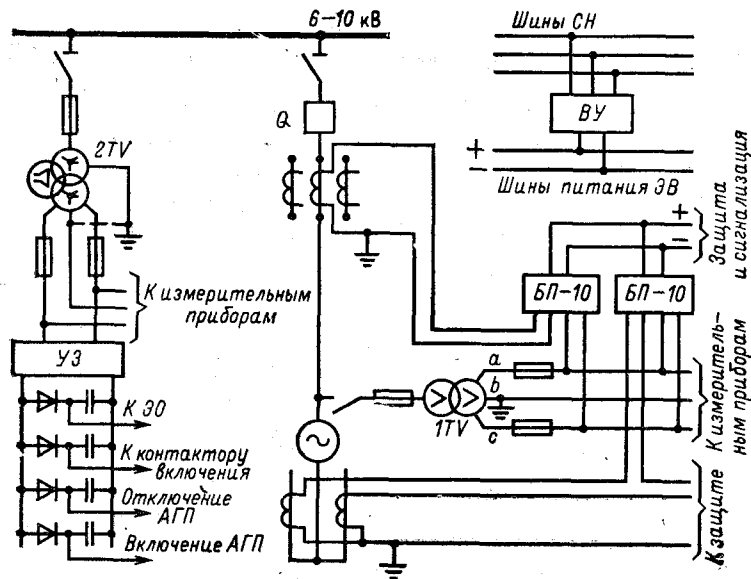 6–10 кВ
Шины СН
ВУ
+
–
Шины питания ЭВ
Q
2TV
+
–
Защита
и сигнализация
БП–10
БП–10
К измерительным
приборам
УЗ
a
b
c
1TV
К измеритель-
ным приборам
К ЭО
К контактору
включения
Отключение
АГП
Включение АГП
К защите